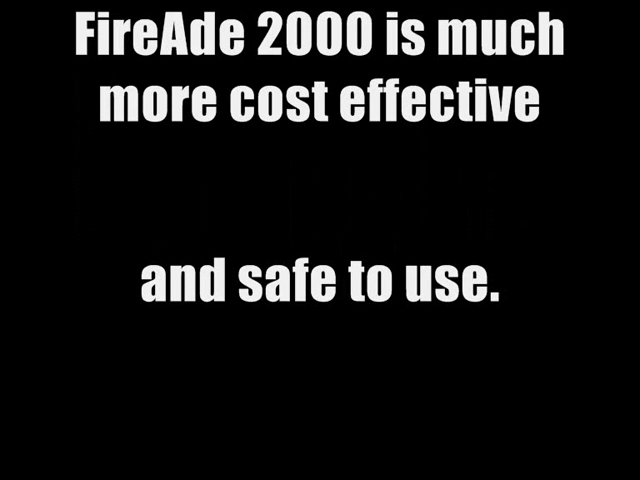 FireAde 2000 is much
more cost effective
and safe to use.